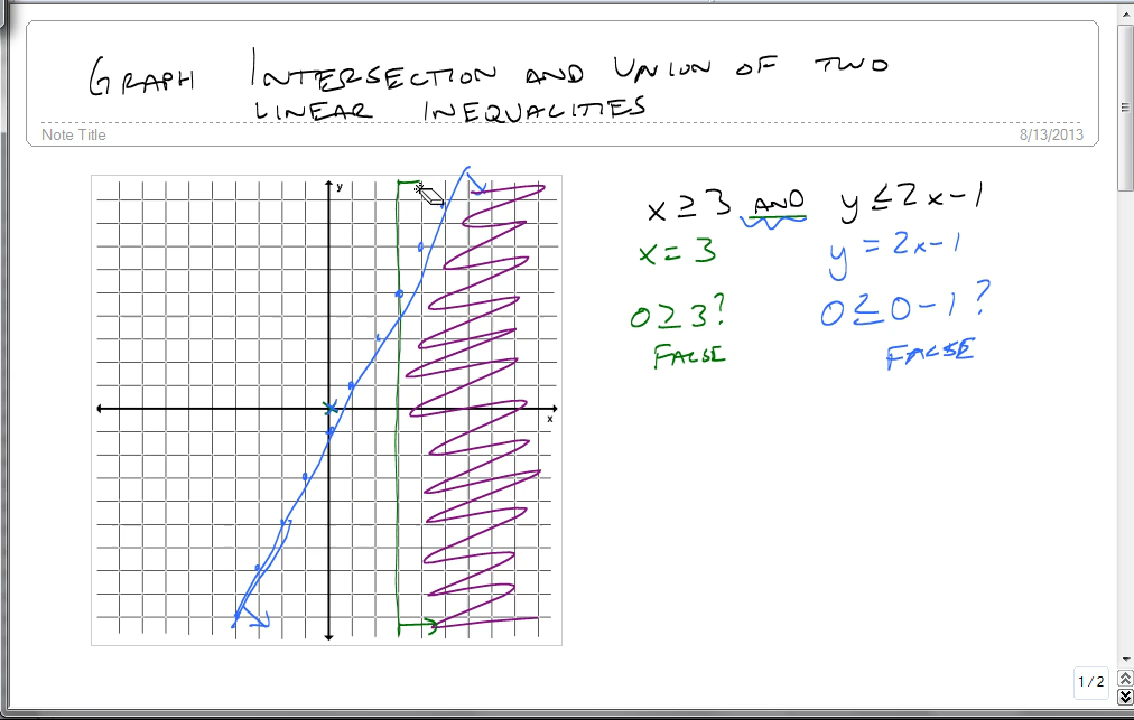 GRAPH INTERSECTION AND UNION OF TWO
LINEAR INEQUALITIES
Note Title
8/13/2013
y
x
x ≥ 3 AND y ≤ 2x-1
x = 3
y = 2x-1
0 ≥ 3?
0 ≤ 0-1?
FALSE
FALSE
1 / 2